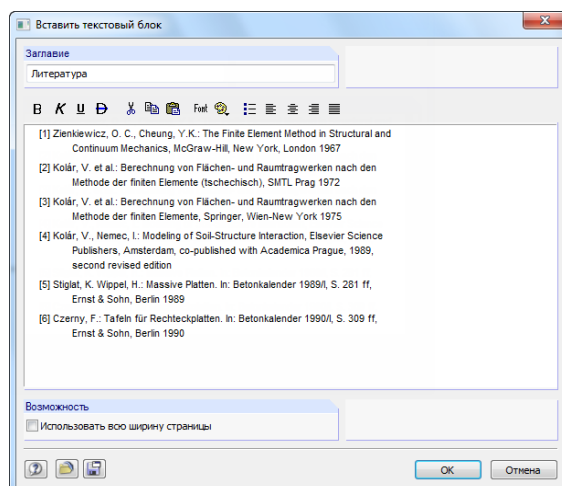 Вставить текстовый блок
Заглавие
Литература
B K U D Font
[1] Zienkiewicz, O. C., Cheung, Y.K.: The Finite Element Method in Structural and
Continuum Mechanics, McGraw-Hill, New York, London 1967
[2] Kolár, V. et al.: Berechnung von Flächen- und Raumtragwerken nach den
Methode der finiten Elemente (tschechisch), SMTL Prag 1972
[3] Kolár, V. et al.: Berechnung von Flächen- und Raumtragwerken nach den
Methode der finiten Elemente, Springer, Wien-New York 1975
[4] Kolár, V., Nemec, I.: Modeling of Soil-Structure Interaction, Elsevier Science
Publishers, Amsterdam, co-published with Academica Prague, 1989,
second revised edition
[5] Stiglat, K. Wippel, H.: Massive Platten. In: Betonkalender 1989/I, S. 281 ff,
Ernst & Sohn, Berlin 1989
[6] Czerny, F.: Tafeln für Rechteckplatten. In: Betonkalender 1990/I, S. 309 ff,
Ernst & Sohn, Berlin 1990
Возможность
Использовать всю ширину страницы
OK Отмена